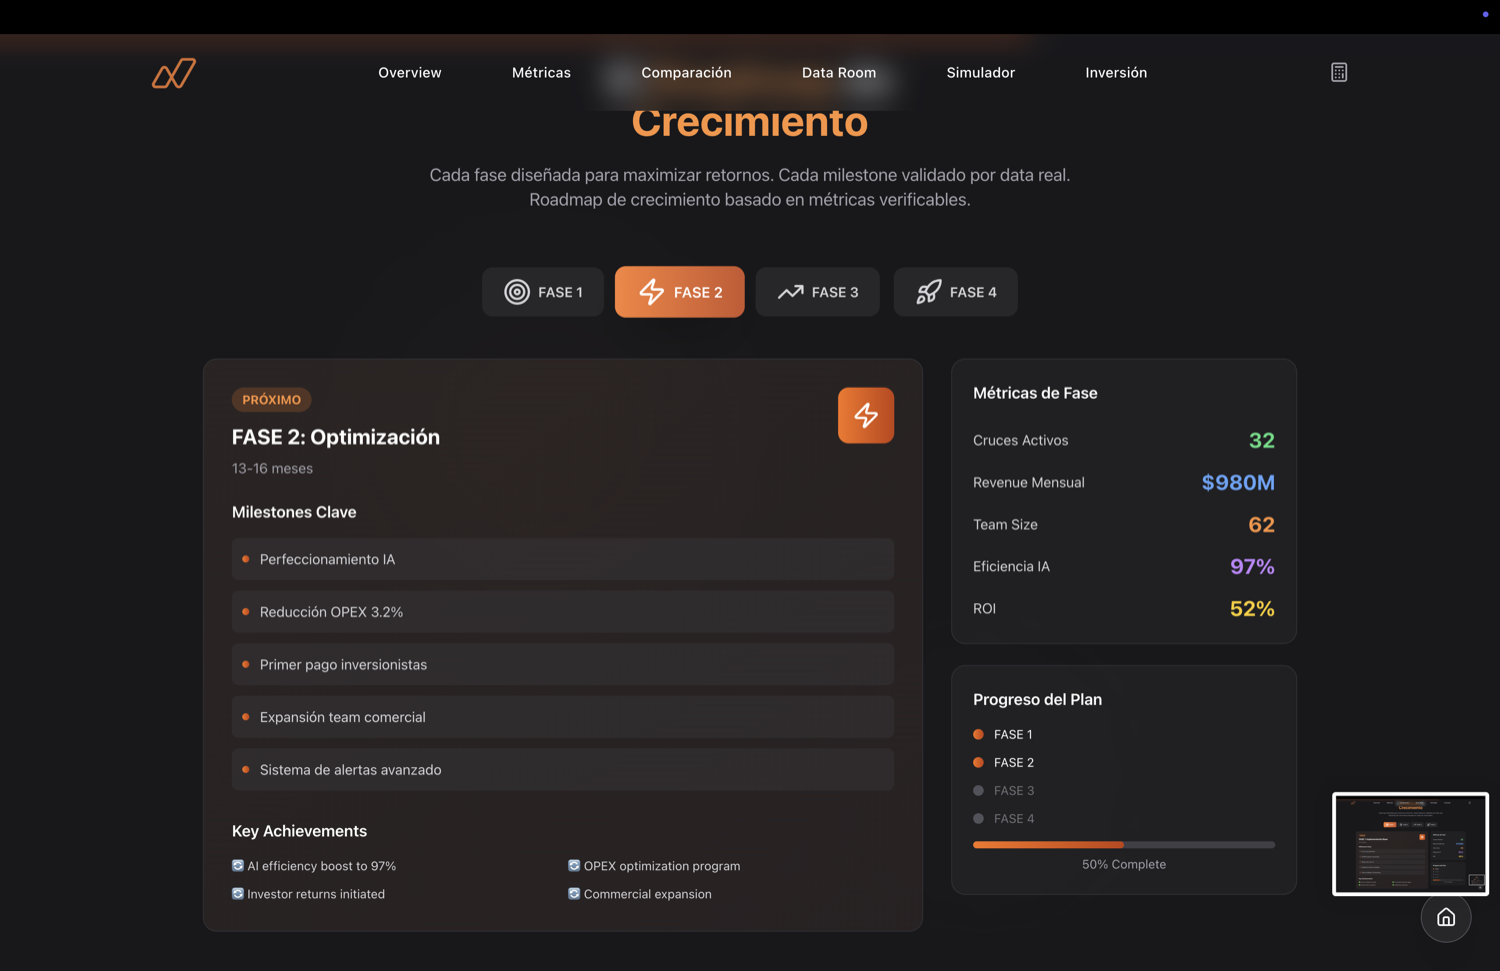 Overview
Métricas
Comparación
Data Room
Simulador
Inversión
Crecimiento
Cada fase diseñada para maximizar retornos. Cada milestone validado por data real.
Roadmap de crecimiento basado en métricas verificables.
FASE 1
FASE 2
FASE 3
FASE 4
PRÓXIMO
FASE 2: Optimización
13-16 meses
Milestones Clave
Perfeccionamiento IA
Reducción OPEX 3.2%
Primer pago inversionistas
Expansión team comercial
Sistema de alertas avanzado
Key Achievements
AI efficiency boost to 97%
OPEX optimization program
Investor returns initiated
Commercial expansion
Métricas de Fase
Cruces Activos 32
Revenue Mensual $980M
Team Size 62
Eficiencia IA 97%
ROI 52%
Progreso del Plan
FASE 1
FASE 2
FASE 3
FASE 4
50% Complete
Crecimiento